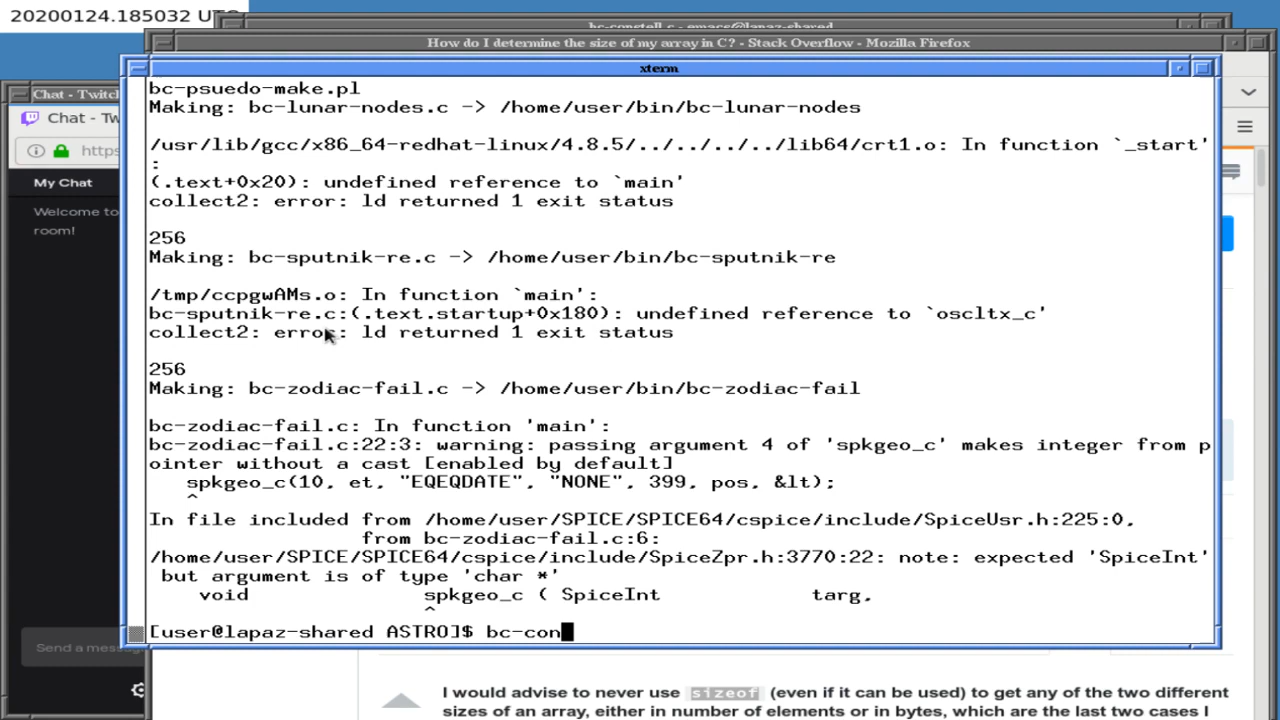 20200124.185032
bc-constell.c - emacs@lapaz-shared
How do I determine the size of my array in C? - Stack Overflow - Mozilla Firefox
xterm
Chat - Twitch
Chat - Tw
https
My Chat
Welcome to
room!
Send a mess
bc-psuedo-make.pl
Making: bc-lunar-nodes.c -> /home/user/bin/bc-lunar-nodes
/usr/lib/gcc/x86_64-redhat-linux/4.8.5/../../../../lib64/crt1.o: In function `_start'
:
(.text+0x20): undefined reference to `main'
collect2: error: ld returned 1 exit status
256
Making: bc-sputnik-re.c -> /home/user/bin/bc-sputnik-re
/tmp/ccpgwAMs.o: In function `main':
bc-sputnik-re.c:(.text.startup+0x180): undefined reference to `oscltx_c'
collect2: error: ld returned 1 exit status
256
Making: bc-zodiac-fail.c -> /home/user/bin/bc-zodiac-fail
bc-zodiac-fail.c: In function 'main':
bc-zodiac-fail.c:22:3: warning: passing argument 4 of 'spkgeo_c' makes integer from p
ointer without a cast [enabled by default]
spkgeo_c(10, et, "EQEQDATE", "NONE", 399, pos, &lt);
^
In file included from /home/user/SPICE/SPICE64/cspice/include/SpiceUsr.h:225:0,
from bc-zodiac-fail.c:6:
/home/user/SPICE/SPICE64/cspice/include/SpiceZpr.h:3770:22: note: expected 'SpiceInt'
but argument is of type 'char *'
void spkgeo_c ( SpiceInt targ,
^
[user@lapaz-shared ASTRO]$ bc-con
I would advise to never use sizeof (even if it can be used) to get any of the two different
sizes of an array, either in number of elements or in bytes, which are the last two cases I